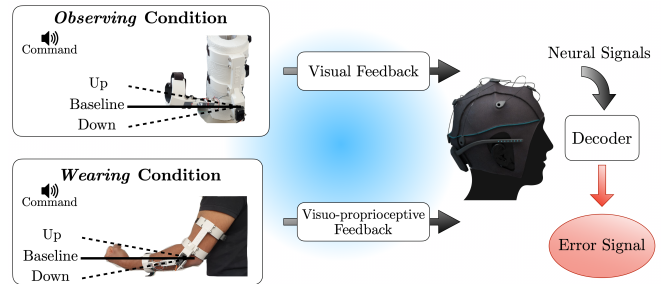 Observing Condition
Command
Up
Baseline
Down
Visual Feedback
Neural Signals
Decoder
Error Signal
Wearing Condition
Command
Up
Baseline
Down
Visuo-proprioceptive
Feedback